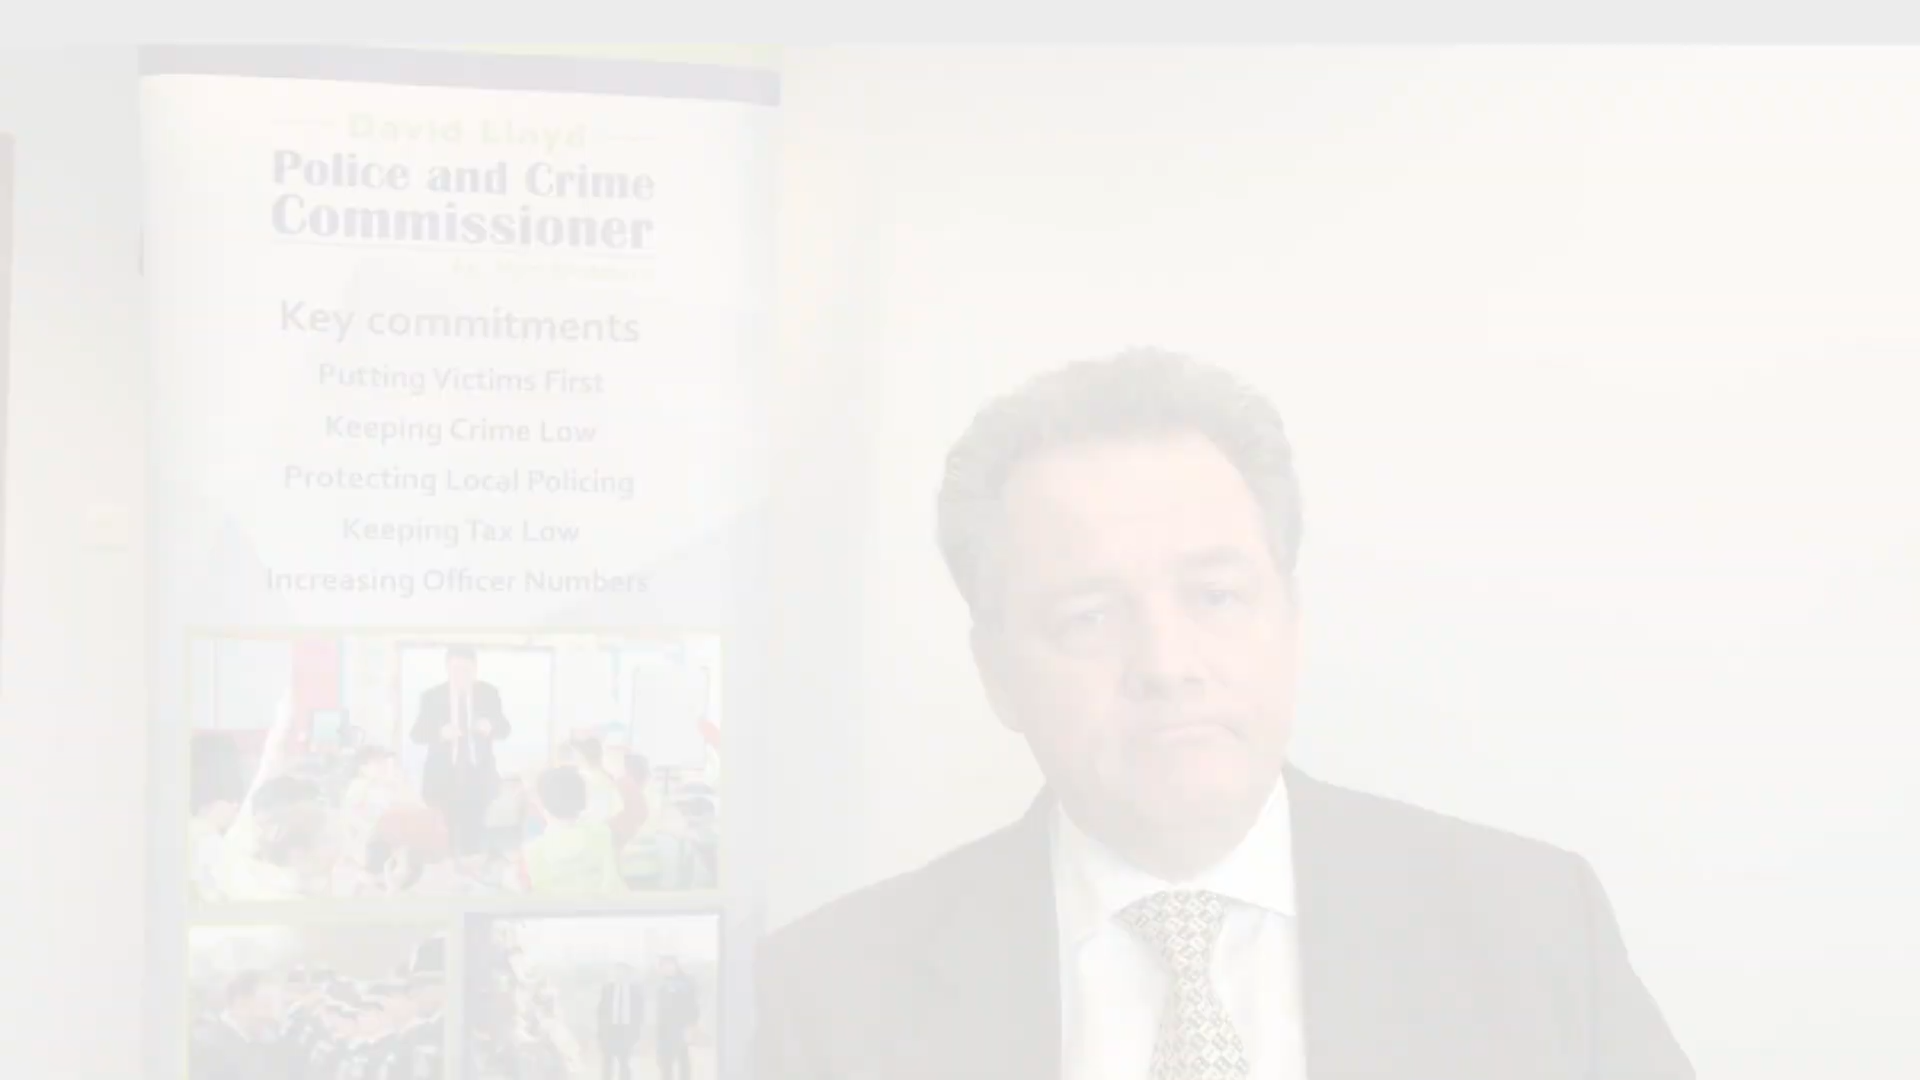 David Lloyd
Police and Crime
Commissioner
Key commitments
Putting Victims First
Keeping Crime Low
Protecting Local Policing
Keeping Tax Low
Increasing Officer Numbers